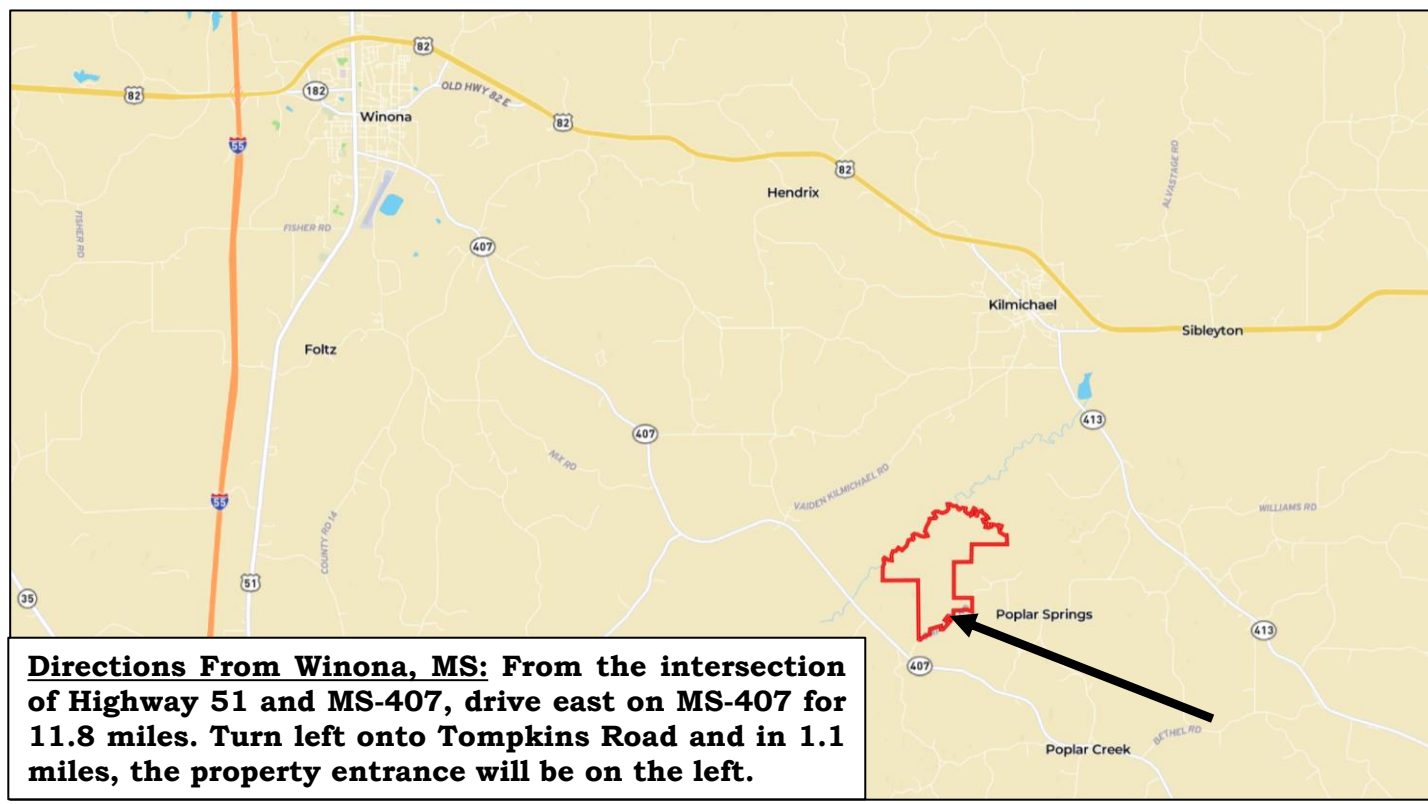 82
82
182
OLD HWY 82 E
Winona
82
55
82
Hendrix
ALVASTAGE RD
FISHER RD
FISHER RD
407
Kilmichael
Sibleyton
Foltz
413
407
NIX RD
VAIDEN KILMICHAEL RD
55
WILLIAMS RD
COUNTY RD 14
51
35
Poplar Springs
413
407
BETHEL RD
Poplar Creek
Directions From Winona, MS: From the intersection
of Highway 51 and MS-407, drive east on MS-407 for
11.8 miles. Turn left onto Tompkins Road and in 1.1
miles, the property entrance will be on the left.